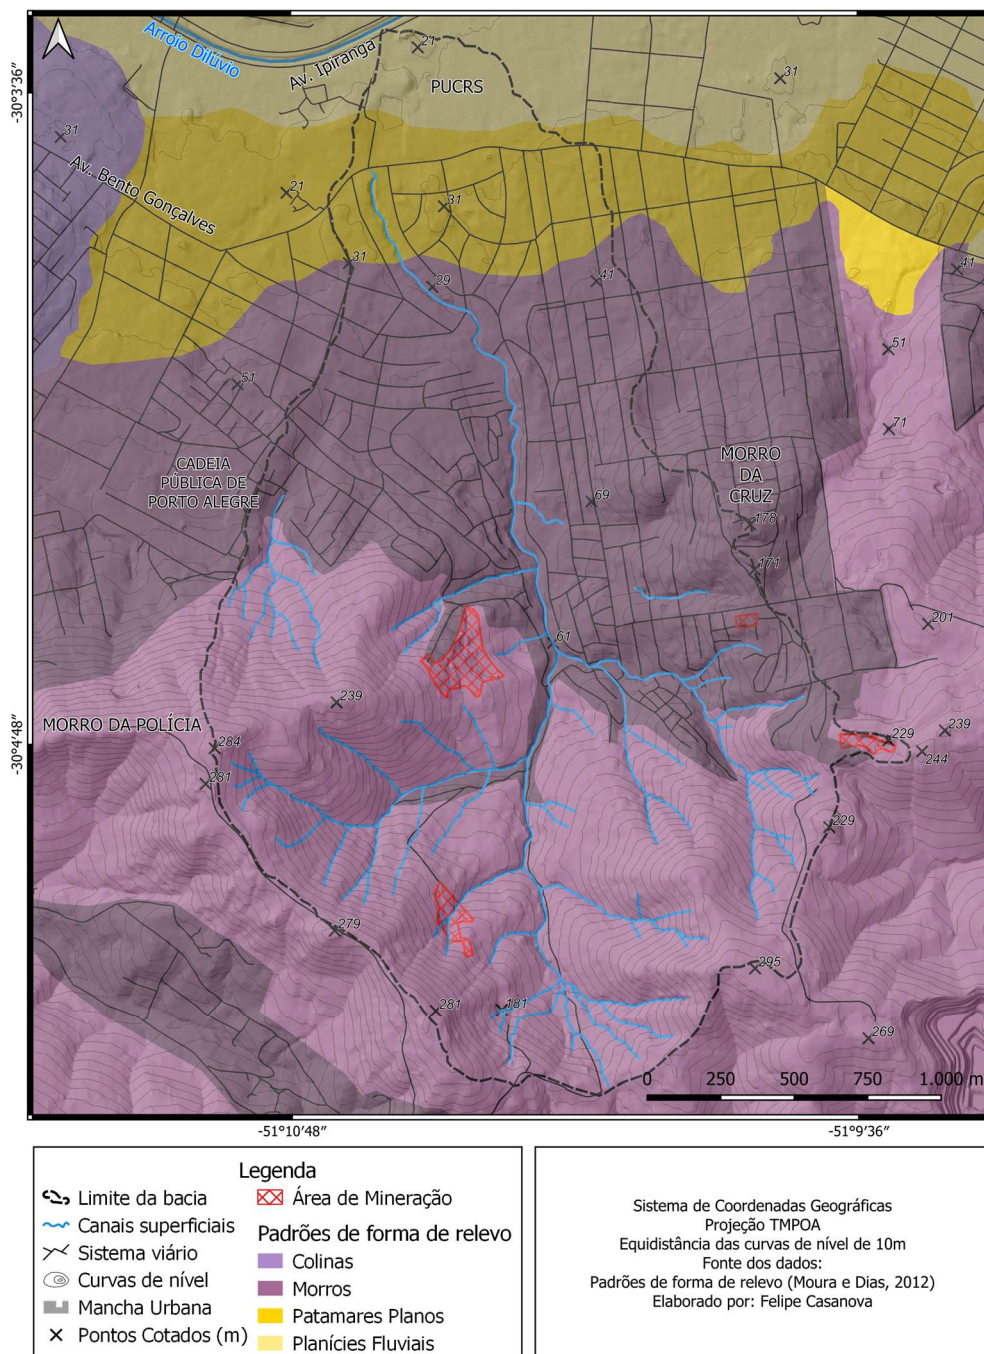 Arroio Dilúvio
Av. Ipiranga
21
PUCRS
31
-30°3'36"
31
Av. Bento Gonçalves
21
31
31
29
41
41
51
51
71
CADEIA
PÚBLICA DE
PORTO ALEGRE
MORRO
DA
CRUZ
69
178
171
201
61
239
MORRO DA POLÍCIA
284
281
-30°4'48"
229
239
244
229
279
295
281
181
269
0 250 500 750 1.000 m
-51°10'48"
-51°9'36"
Legenda
Limite da bacia
Canais superficiais
Sistema viário
Curvas de nível
Mancha Urbana
Pontos Cotados (m)
Área de Mineração
Padrões de forma de relevo
Colinas
Morros
Patamares Planos
Planícies Fluviais
Sistema de Coordenadas Geográficas
Projeção TMPOA
Equidistância das curvas de nível de 10m
Fonte dos dados:
Padrões de forma de relevo (Moura e Dias, 2012)
Elaborado por: Felipe Casanova